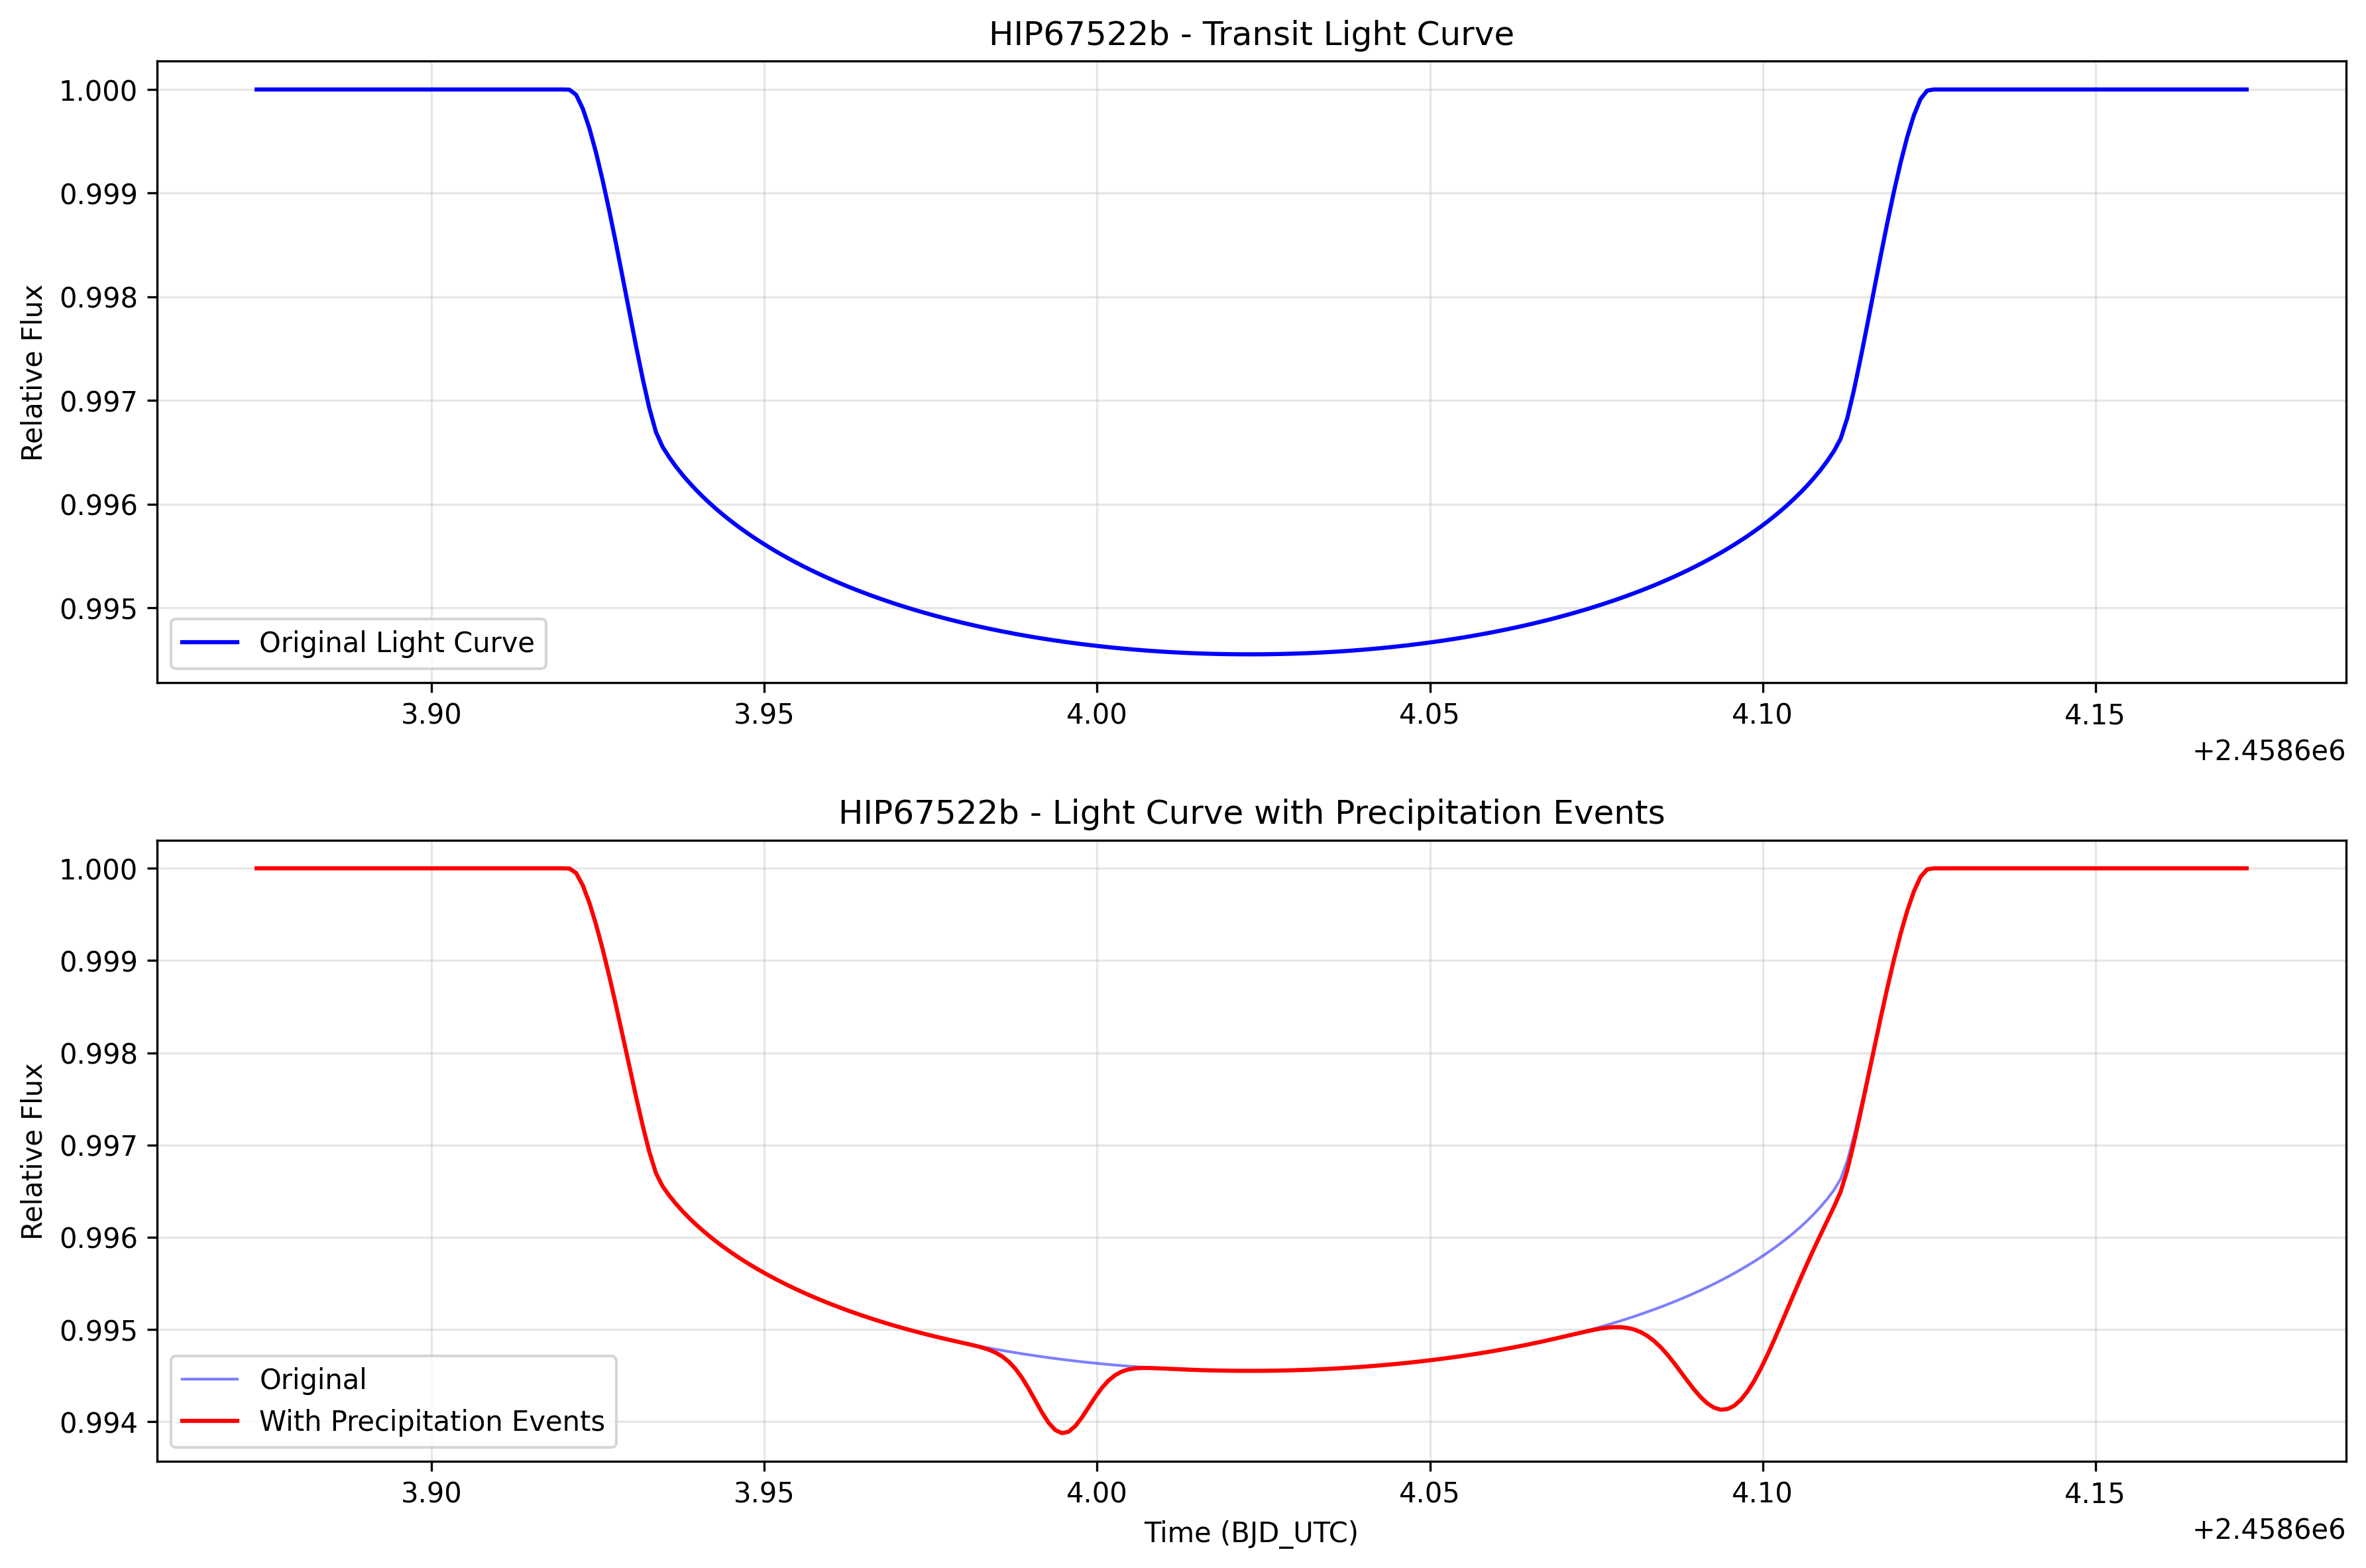 HIP67522b - Transit Light Curve
1.000
0.999
0.998
0.997
0.996
0.995
Relative Flux
Original Light Curve
3.90 3.95 4.00 4.05 4.10 4.15
+2.4586e6
HIP67522b - Light Curve with Precipitation Events
1.000
0.999
0.998
0.997
0.996
0.995
0.994
Relative Flux
Original
With Precipitation Events
3.90 3.95 4.00 4.05 4.10 4.15
Time (BJD_UTC)
+2.4586e6